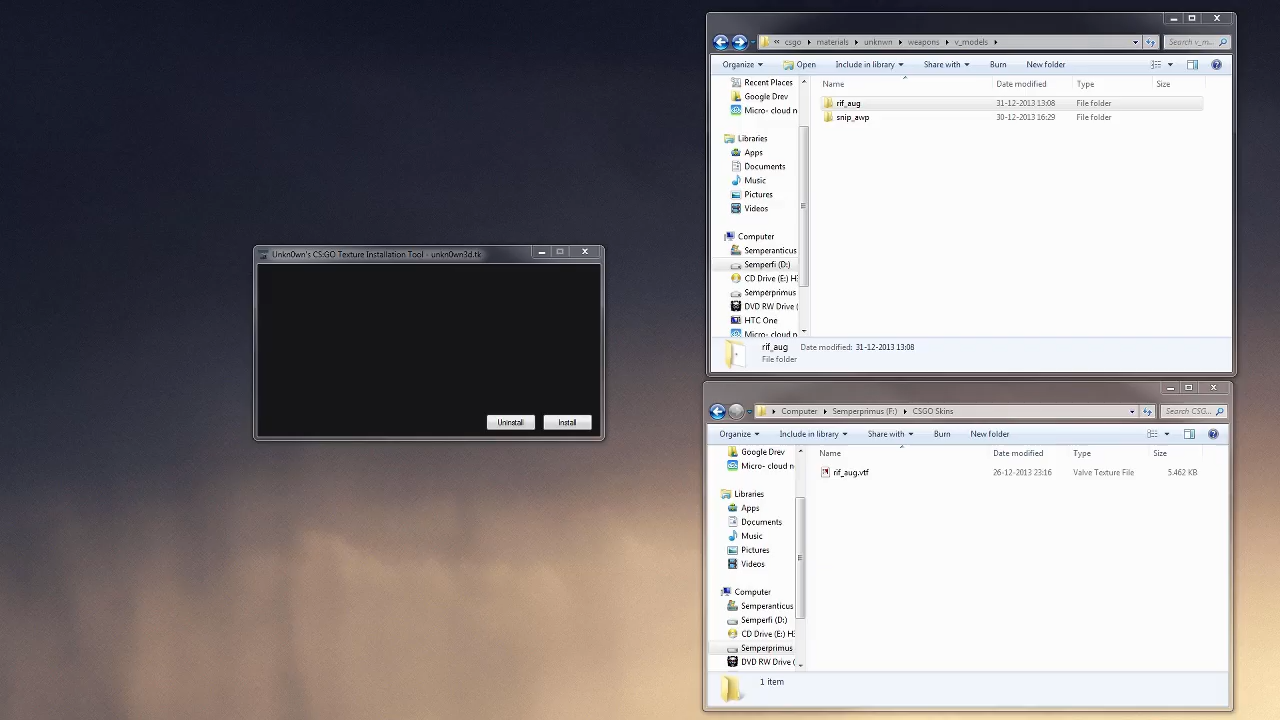 « csgo ▸ materials ▸ unknwn ▸ weapons ▸ v_models ▸
Search v_m...
Organize Open Include in library Share with Burn New folder
Name Date modified Type Size
Recent Places
Google Drev
Micro- cloud n
Libraries
Apps
Documents
Music
Pictures
Videos
Computer
Semperanticus
Semperfi (D:)
CD Drive (E:) H:
Semperprimus
DVD RW Drive (
HTC One
Micro- cloud n
rif_aug 31-12-2013 13:08 File folder
snip_awp 30-12-2013 16:29 File folder
rif_aug Date modified: 31-12-2013 13:08
File folder
Unkn0wn's CS:GO Texture Installation Tool - unkn0wn3d.tk
Uninstall Install
▸ Computer ▸ Semperprimus (F:) ▸ CSGO Skins
Search CSG...
Organize Include in library Share with Burn New folder
Name Date modified Type Size
Google Drev
Micro- cloud n
Libraries
Apps
Documents
Music
Pictures
Videos
Computer
Semperanticus
Semperfi (D:)
CD Drive (E:) H:
Semperprimus
DVD RW Drive (
rif_aug.vtf 26-12-2013 23:16 Valve Texture File 5.462 KB
1 item